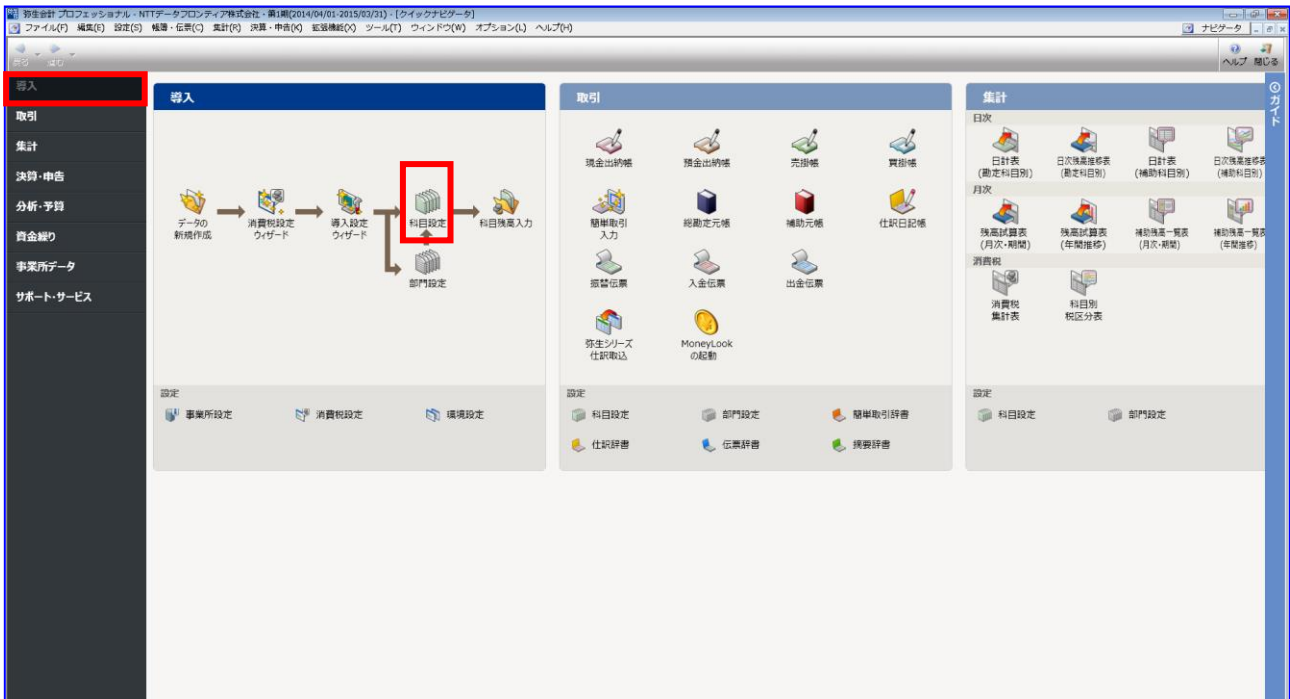 弥生会計 プロフェッショナル - NTTデータフロンティア株式会社 - 第1期(2014/04/01-2015/03/31) - [クイックナビゲータ]
ファイル(F) 編集(E) 設定(S) 帳簿・伝票(C) 集計(R) 決算・申告(K) 拡張機能(X) ツール(T) ウィンドウ(W) オプション(L) ヘルプ(H)
ナビゲータ
戻る 進む
ヘルプ 閉じる
導入
取引
集計
決算・申告
分析・予算
資金繰り
事業所データ
サポート・サービス
導入
データの
新規作成
消費税設定
ウィザード
導入設定
ウィザード
科目設定
科目残高入力
部門設定
設定
事業所設定
消費税設定
環境設定
取引
現金出納帳
預金出納帳
売掛帳
買掛帳
簡単取引
入力
総勘定元帳
補助元帳
仕訳日記帳
振替伝票
入金伝票
出金伝票
弥生シリーズ
仕訳取込
MoneyLook
の起動
設定
科目設定
部門設定
簡単取引辞書
仕訳辞書
伝票辞書
摘要辞書
集計
日次
日計表
(勘定科目別)
日次残高推移表
(勘定科目別)
日計表
(補助科目別)
日次残高推移表
(補助科目別)
月次
残高試算表
(月次・期間)
残高試算表
(年間推移)
補助残高一覧表
(月次・期間)
補助残高一覧表
(年間推移)
消費税
消費税
集計表
科目別
税区分表
設定
科目設定
部門設定
ガイド